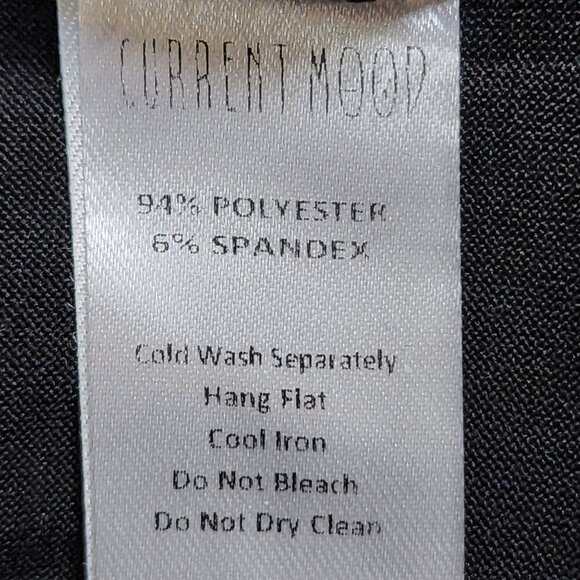 CURRENT MOOD
94% POLYESTER
6% SPANDEX
Cold Wash Separately
Hang Flat
Cool Iron
Do Not Bleach
Do Not Dry Clean